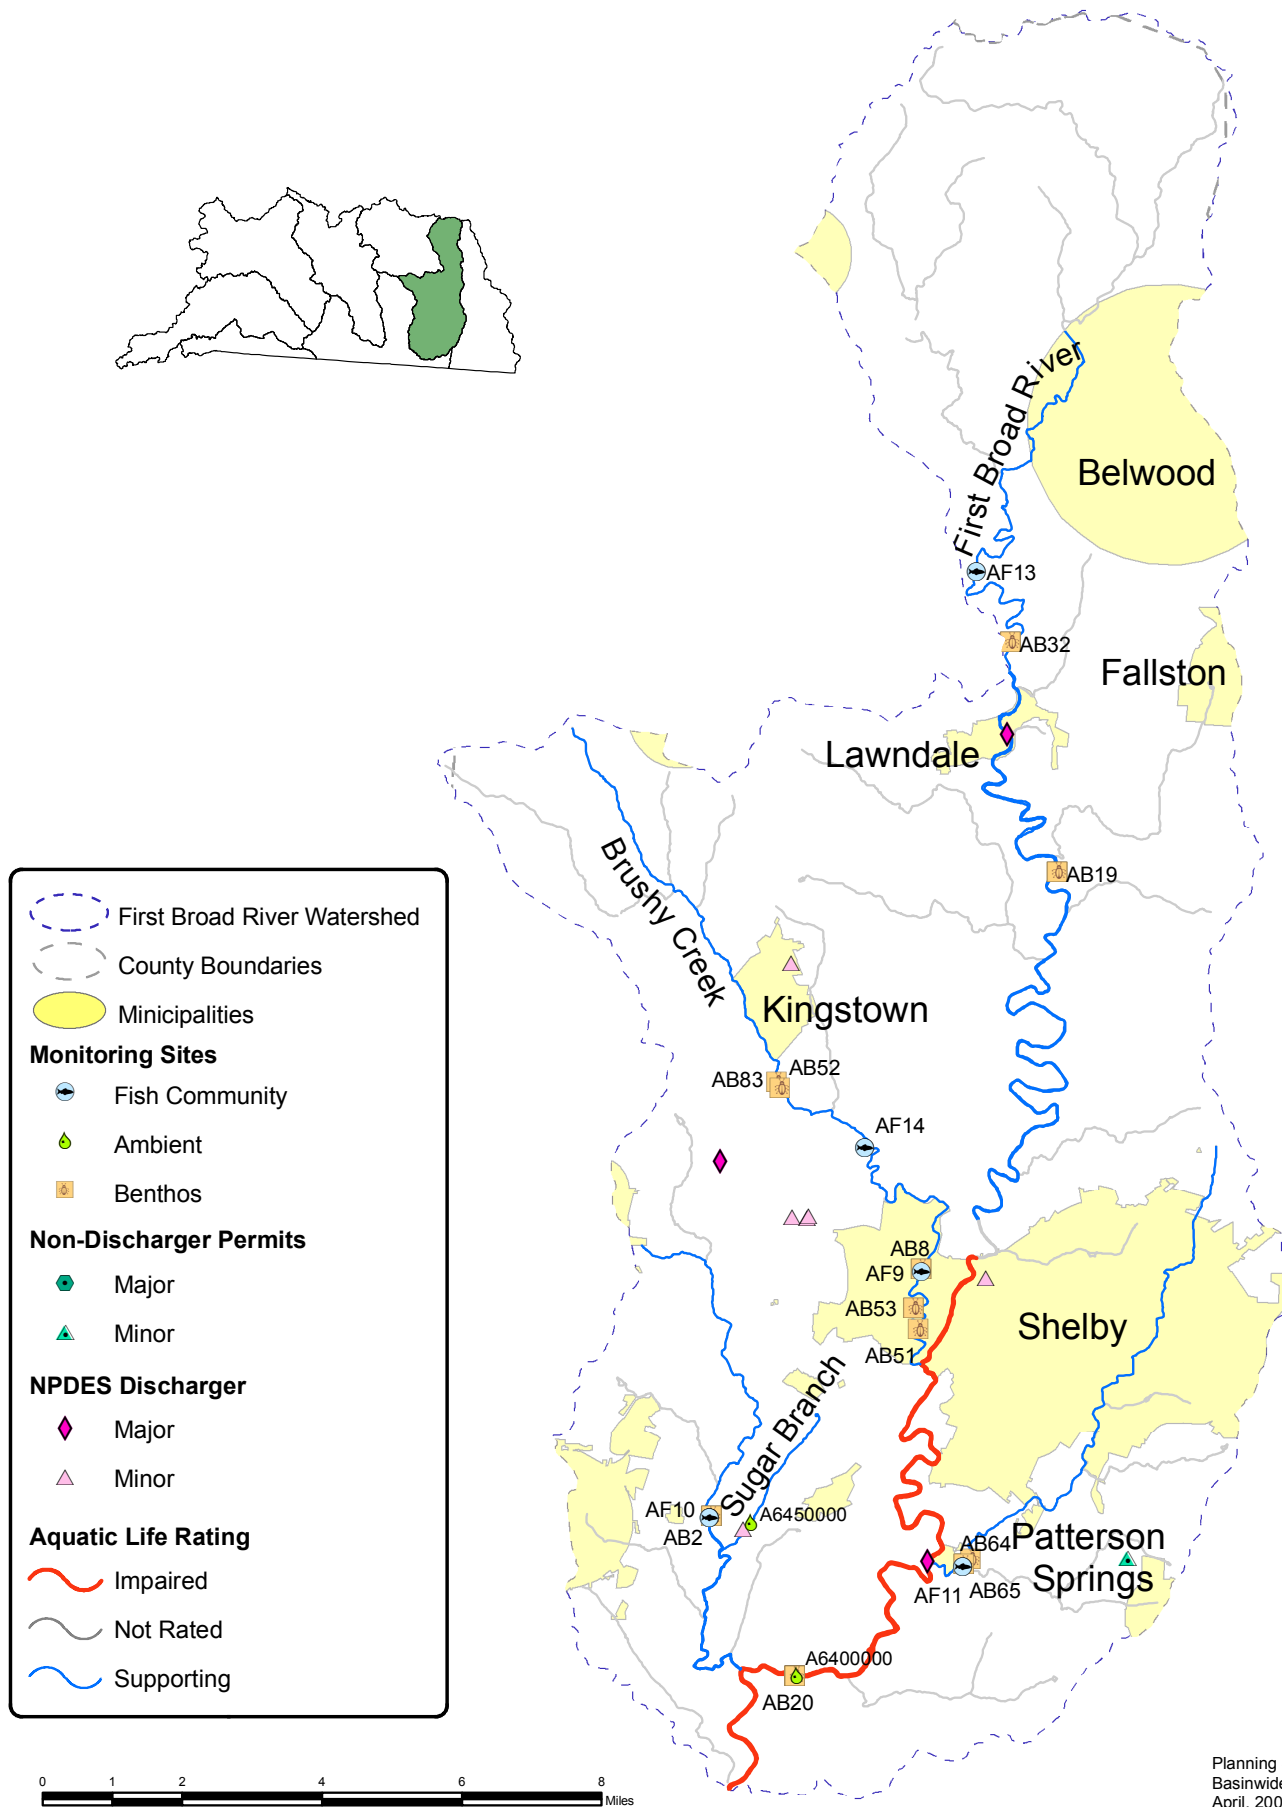 First Broad River
Belwood
AF13
AB32
Fallston
Lawndale
AB19
Brushy Creek
Kingstown
AB52
AB83
AF14
AB8
AF9
AB53
AB51
Shelby
Sugar Branch
AF10
AB2
A6450000
AB64
Patterson
Springs
AF11
AB65
A6400000
AB20
First Broad River Watershed
County Boundaries
Minicipalities
Monitoring Sites
Fish Community
Ambient
Benthos
Non-Discharger Permits
Major
Minor
NPDES Discharger
Major
Minor
Aquatic Life Rating
Impaired
Not Rated
Supporting
0 1 2 4 6 8
Miles
Planning
Basinwide
April, 200